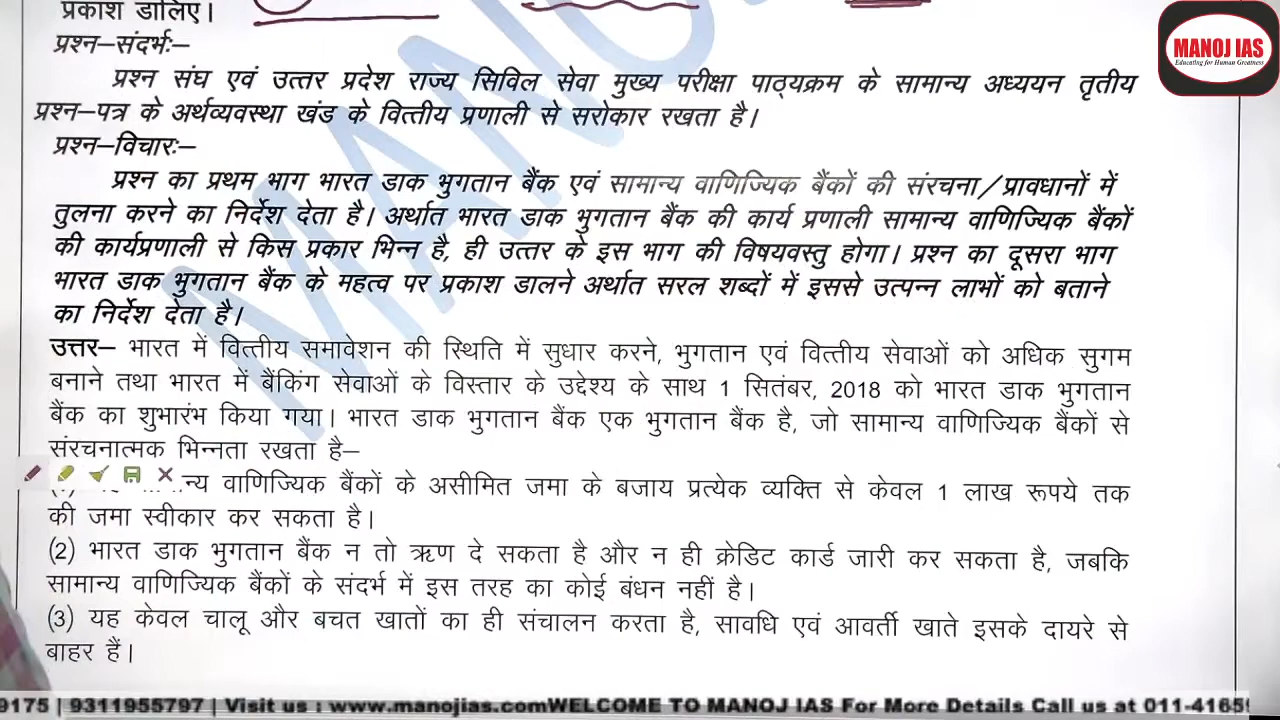 प्रकाश डालिए।
MANOJ IAS
Educating for Human Greatness
प्रश्न–संदर्भः–
प्रश्न संघ एवं उत्तर प्रदेश राज्य सिविल सेवा मुख्य परीक्षा पाठ्यक्रम के सामान्य अध्ययन तृतीय
प्रश्न–पत्र के अर्थव्यवस्था खंड के वित्तीय प्रणाली से सरोकार रखता है।
प्रश्न–विचारः–
प्रश्न का प्रथम भाग भारत डाक भुगतान बैंक एवं सामान्य वाणिज्यिक बैंकों की संरचना/प्रावधानों में
तुलना करने का निर्देश देता है। अर्थात भारत डाक भुगतान बैंक की कार्य प्रणाली सामान्य वाणिज्यिक बैंकों
की कार्यप्रणाली से किस प्रकार भिन्न है, ही उत्तर के इस भाग की विषयवस्तु होगा। प्रश्न का दूसरा भाग
भारत डाक भुगतान बैंक के महत्व पर प्रकाश डालने अर्थात सरल शब्दों में इससे उत्पन्न लाभों को बताने
का निर्देश देता है।
उत्तर– भारत में वित्तीय समावेशन की स्थिति में सुधार करने, भुगतान एवं वित्तीय सेवाओं को अधिक सुगम
बनाने तथा भारत में बैंकिंग सेवाओं के विस्तार के उद्देश्य के साथ 1 सितंबर, 2018 को भारत डाक भुगतान
बैंक का शुभारंभ किया गया। भारत डाक भुगतान बैंक एक भुगतान बैंक है, जो सामान्य वाणिज्यिक बैंकों से
संरचनात्मक भिन्नता रखता है–
वाणिज्यिक बैंकों के असीमित जमा के बजाय प्रत्येक व्यक्ति से केवल 1 लाख रूपये तक
की जमा स्वीकार कर सकता है।
(2) भारत डाक भुगतान बैंक न तो ऋण दे सकता है और न ही क्रेडिट कार्ड जारी कर सकता है, जबकि
सामान्य वाणिज्यिक बैंकों के संदर्भ में इस तरह का कोई बंधन नहीं है।
(3) यह केवल चालू और बचत खातों का ही संचालन करता है, सावधि एवं आवर्ती खाते इसके दायरे से
बाहर हैं।
9175 | 9311955797 | Visit us : www.manojias.comWELCOME TO MANOJ IAS For More Details Call us at 011-4165